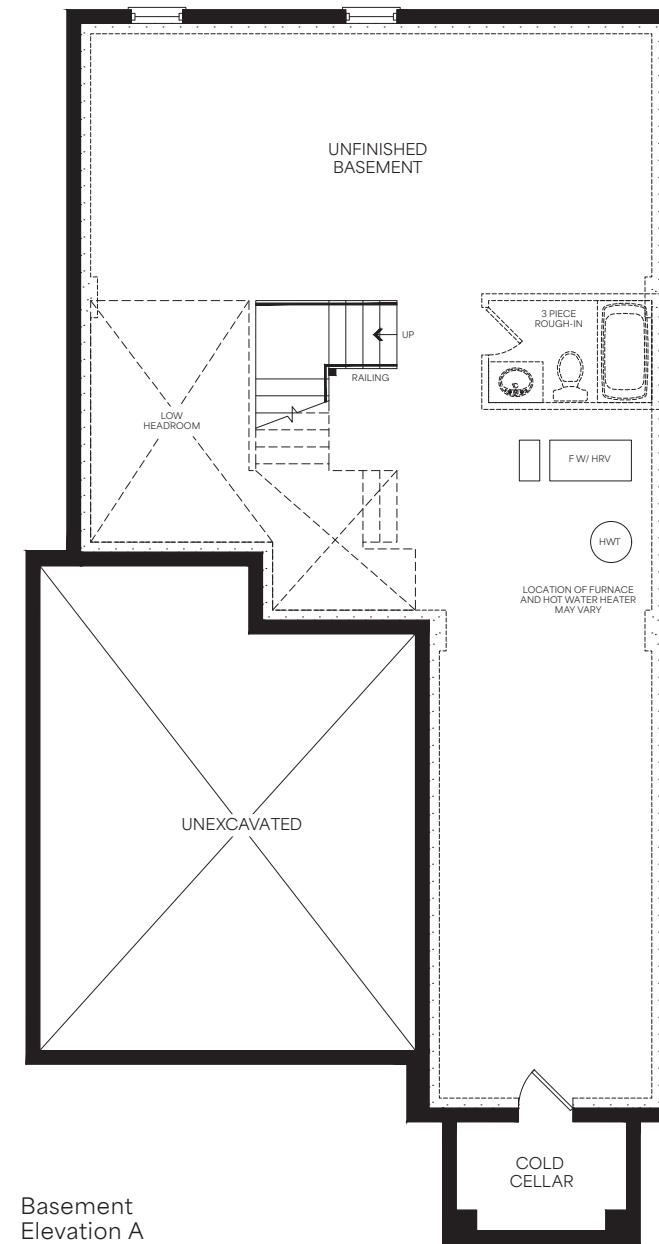 UNFINISHED
BASEMENT
3 PIECE
ROUGH-IN
UP
RAILING
LOW
HEADROOM
F W/ HRV
HWT
LOCATION OF FURNACE
AND HOT WATER HEATER
MAY VARY
UNEXCAVATED
COLD
CELLAR
Basement
Elevation A